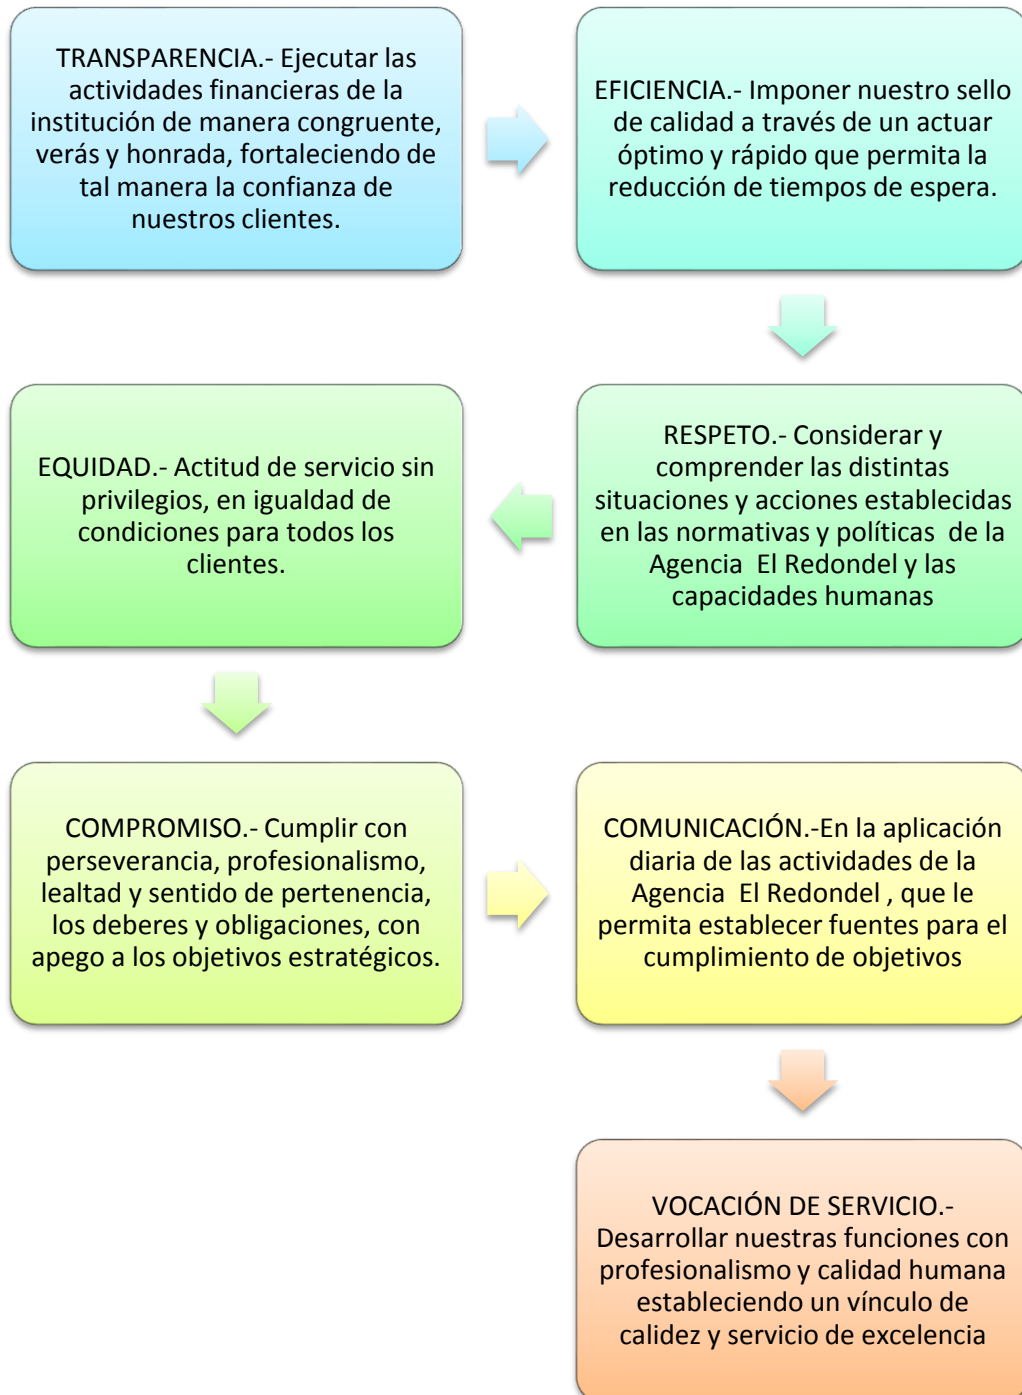 TRANSPARENCIA.- Ejecutar las
actividades financieras de la
institución de manera congruente,
verás y honrada, fortaleciendo de
tal manera la confianza de
nuestros clientes.
EFICIENCIA.- Imponer nuestro sello
de calidad a través de un actuar
óptimo y rápido que permita la
reducción de tiempos de espera.
RESPETO.- Considerar y
comprender las distintas
situaciones y acciones establecidas
en las normativas y políticas  de la
Agencia  El Redondel y las
capacidades humanas
EQUIDAD.- Actitud de servicio sin
privilegios, en igualdad de
condiciones para todos los
clientes.
COMPROMISO.- Cumplir con
perseverancia, profesionalismo,
lealtad y sentido de pertenencia,
los deberes y obligaciones, con
apego a los objetivos estratégicos.
COMUNICACIÓN.-En la aplicación
diaria de las actividades de la
Agencia  El Redondel , que le
permita establecer fuentes para el
cumplimiento de objetivos
VOCACIÓN DE SERVICIO.-
Desarrollar nuestras funciones con
profesionalismo y calidad humana
estableciendo un vínculo de
calidez y servicio de excelencia